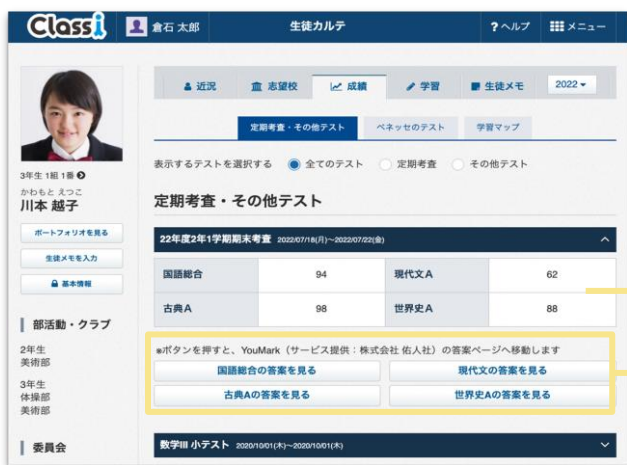 Classi
倉石 太郎
生徒カルテ
?ヘルプ
メニュー
近況
志望校
成績
学習
生徒メモ
2022
定期考査・その他テスト
ベネッセのテスト
学習マップ
3年生 1組 1番
かわもと えつこ
川本 越子
ポートフォリオを見る
生徒メモを入力
基本情報
部活動・クラブ
2年生
美術部
3年生
体操部
美術部
委員会
表示するテストを選択する 全てのテスト 定期考査 その他テスト
定期考査・その他テスト
22年度2年1学期期末考査 2022/07/18(月)〜2022/07/22(金)
国語総合 94 現代文A 62
古典A 98 世界史A 88
※ボタンを押すと、YouMark（サービス提供：株式会社 佑人社）の答案ページへ移動します
国語総合の答案を見る 現代文の答案を見る
古典Aの答案を見る 世界史Aの答案を見る
数学III 小テスト 2020/10/01(木)〜2020/10/01(木)